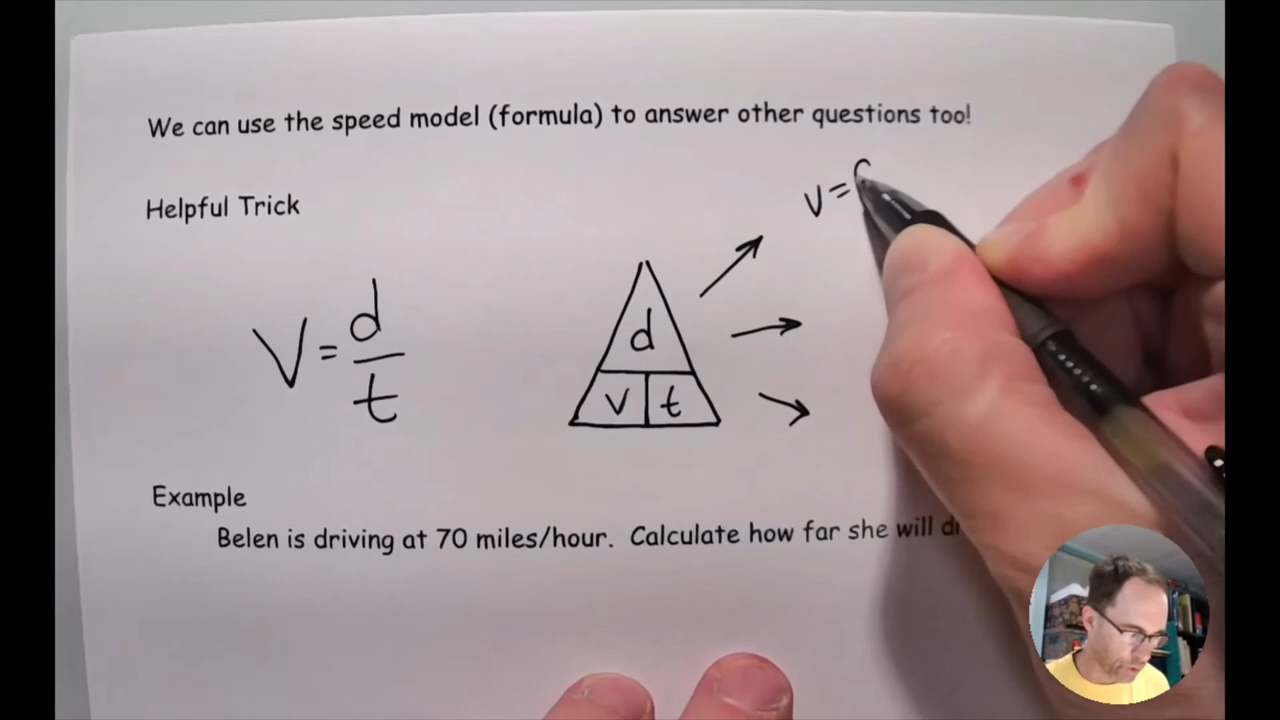 We can use the speed model (formula) to answer other questions too!
Helpful Trick
V =
V = d/t
d
v t
Example
Belen is driving at 70 miles/hour. Calculate how far she will